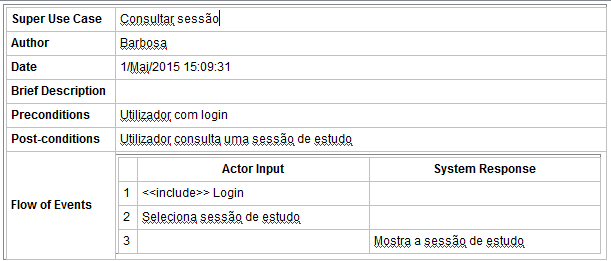 Super Use Case Consultar sessão
Author Barbosa
Date 1/Mai/2015 15:09:31
Brief Description
Preconditions Utilizador com login
Post-conditions Utilizador consulta uma sessão de estudo
Flow of Events
Actor Input System Response
1 <<include>> Login
2 Seleciona sessão de estudo
3 Mostra a sessão de estudo